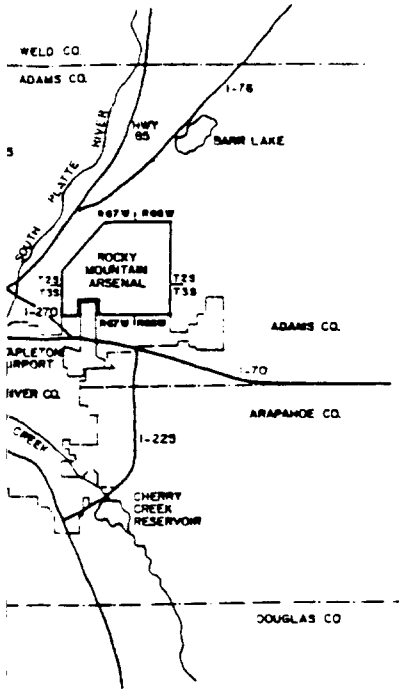 WELD CO.
ADAMS CO.
I-76
HWY
85
SOUTH PLATTE RIVER
BARR LAKE
S
R67W R66W
ROCKY
MOUNTAIN
ARSENAL
T2S
T3S
T2S
T3S
I-270
R67W R66W
ADAMS CO.
APLETON
IRPORT
I-70
NVER CO.
ARAPAHOE CO.
CREEK
I-225
CHERRY
CREEK
RESERVOIR
DOUGLAS CO